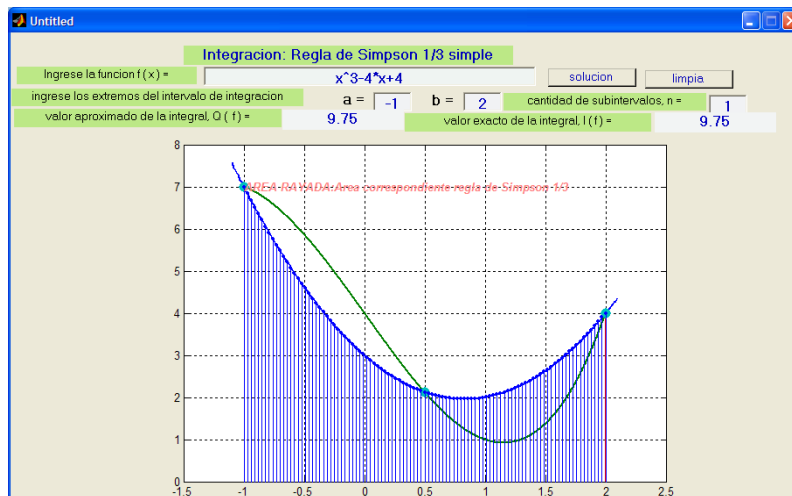 Untitled
Integracion: Regla de Simpson 1/3 simple
Ingrese la funcion f ( x ) = x^3-4*x+4 solucion limpia
ingrese los extremos del intervalo de integracion a = -1 b = 2 cantidad de subintervalos, n = 1
valor aproximado de la integral, Q ( f ) = 9.75 valor exacto de la integral, I ( f ) = 9.75
8
7
6
5
4
3
2
1
0
AREA RAYADA:Area correspondiente regla de Simpson 1/3
-1.5 -1 -0.5 0 0.5 1 1.5 2 2.5